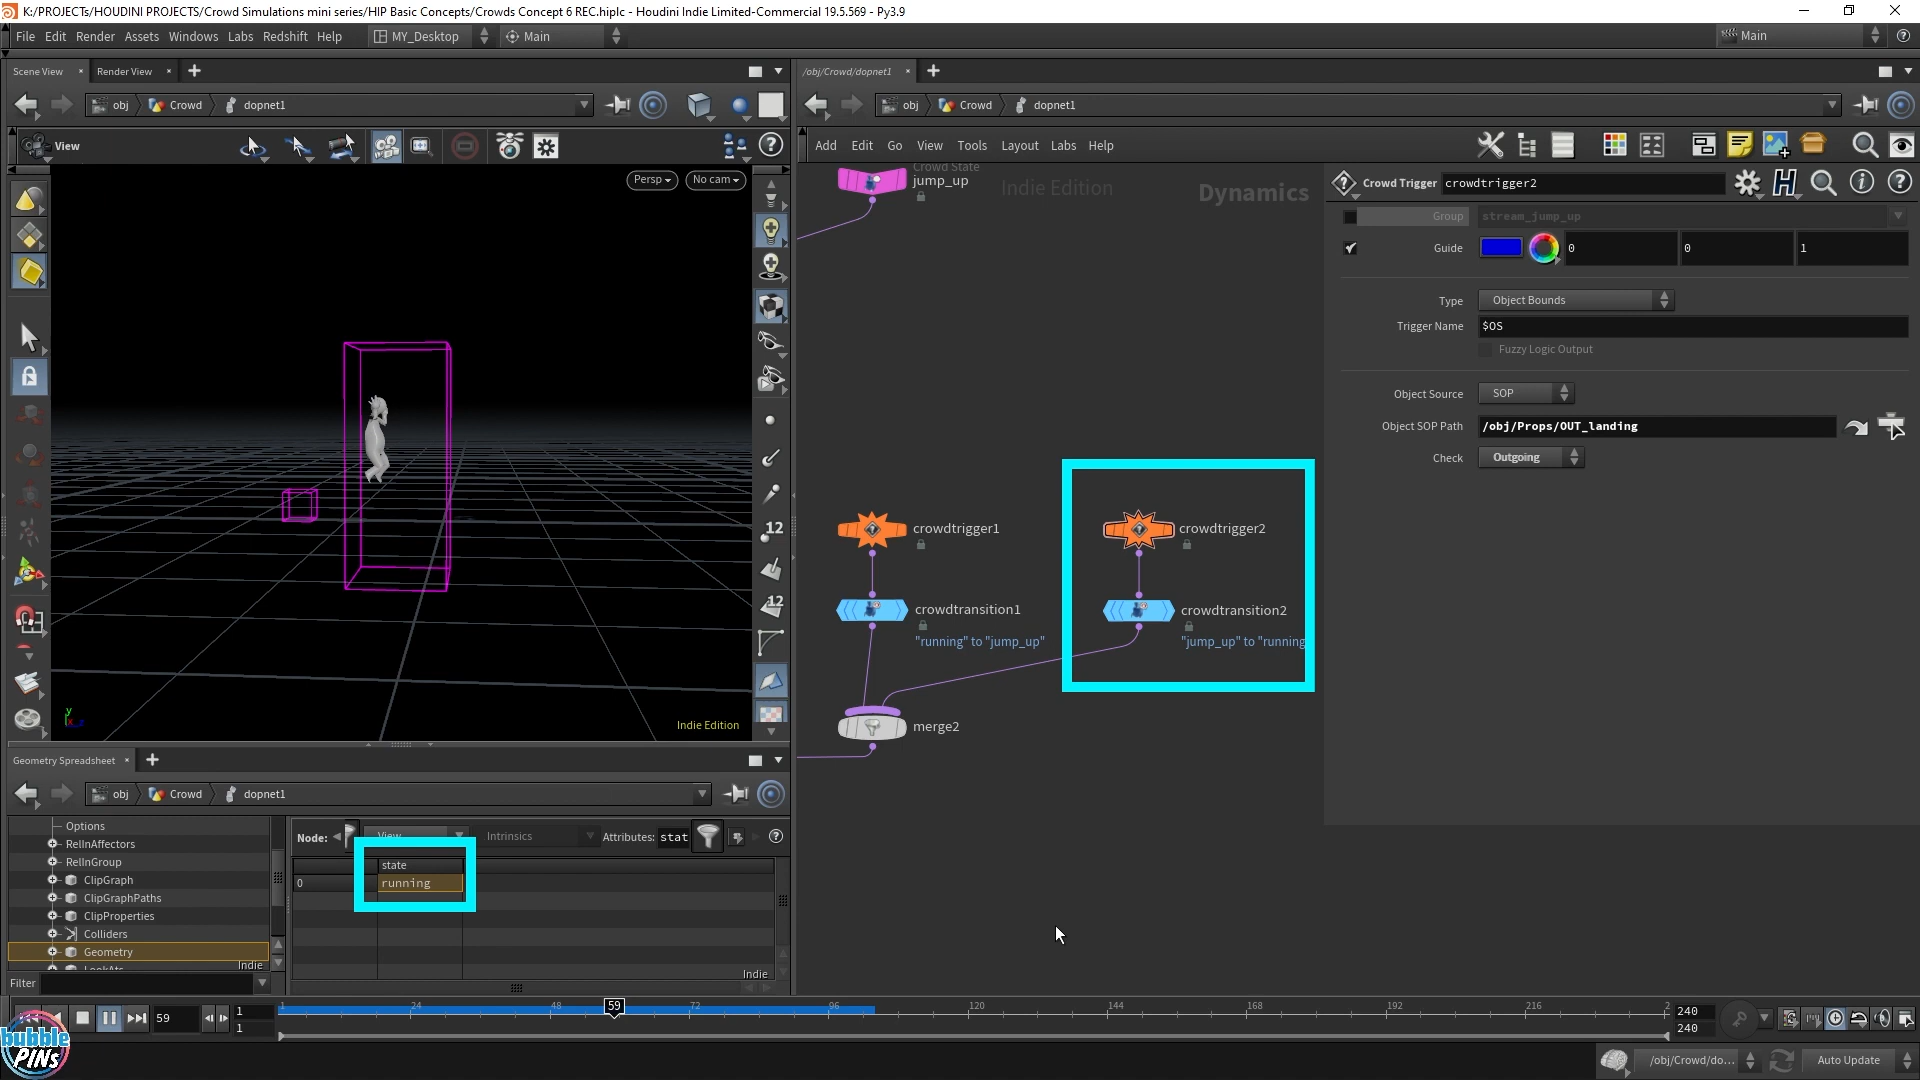 K:/PROJECTs/HOUDINI PROJECTS/Crowd Simulations mini series/HIP Basic Concepts/Crowds Concept 6 REC.hiplc - Houdini Indie Limited-Commercial 19.5.569 - Py3.9
File Edit Render Assets Windows Labs Redshift Help MY_Desktop Main Main
Scene View Render View
obj Crowd dopnet1
View
Persp No cam
Indie Edition
y
12
12
/obj/Crowd/dopnet1
obj Crowd dopnet1
Add Edit Go View Tools Layout Labs Help
Indie Edition
Dynamics
Crowd State
jump_up
crowdtrigger1
crowdtransition1
"running" to "jump_up"
crowdtrigger2
crowdtransition2
"jump_up" to "running
merge2
Crowd Trigger crowdtrigger2
Group stream_jump_up
Guide 0 0 1
Type Object Bounds
Trigger Name $OS
Fuzzy Logic Output
Object Source SOP
Object SOP Path /obj/Props/OUT_landing
Check Outgoing
Geometry Spreadsheet
obj Crowd dopnet1
Options
RelInAffectors
RelInGroup
ClipGraph
ClipGraphPaths
ClipProperties
Colliders
Geometry
LookAts
Indie
Filter
Node: View Intrinsics Attributes: stat
state
0 running
Indie
59
1
1
1 24 48 59 72 96 120 144 168 192 216 2
240
240
bubble
PINs
/obj/Crowd/do... Auto Update